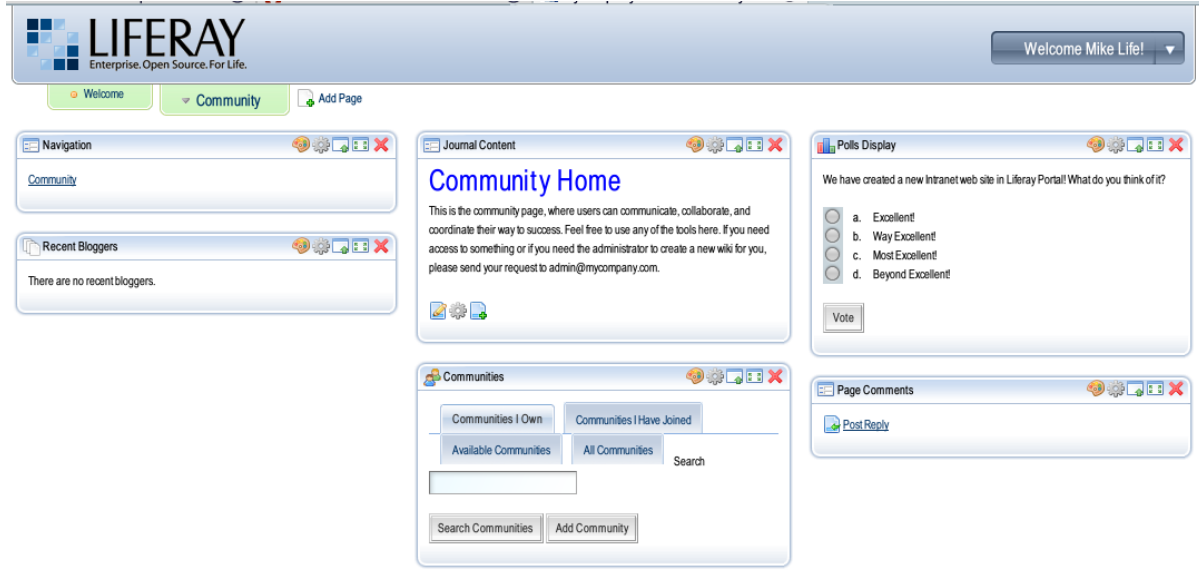 LIFERAY
Enterprise. Open Source. For Life.
Welcome Mike Life!
Welcome
Community
Add Page
Navigation
Community
Recent Bloggers
There are no recent bloggers.
Journal Content
Community Home
This is the community page, where users can communicate, collaborate, and
coordinate their way to success. Feel free to use any of the tools here. If you need
access to something or if you need the administrator to create a new wiki for you,
please send your request to admin@mycompany.com.
Communities
Communities I Own
Communities I Have Joined
Available Communities
All Communities
Search
Search Communities
Add Community
Polls Display
We have created a new Intranet web site in Liferay Portal! What do you think of it?
a. Excellent!
b. Way Excellent!
c. Most Excellent!
d. Beyond Excellent!
Vote
Page Comments
Post Reply